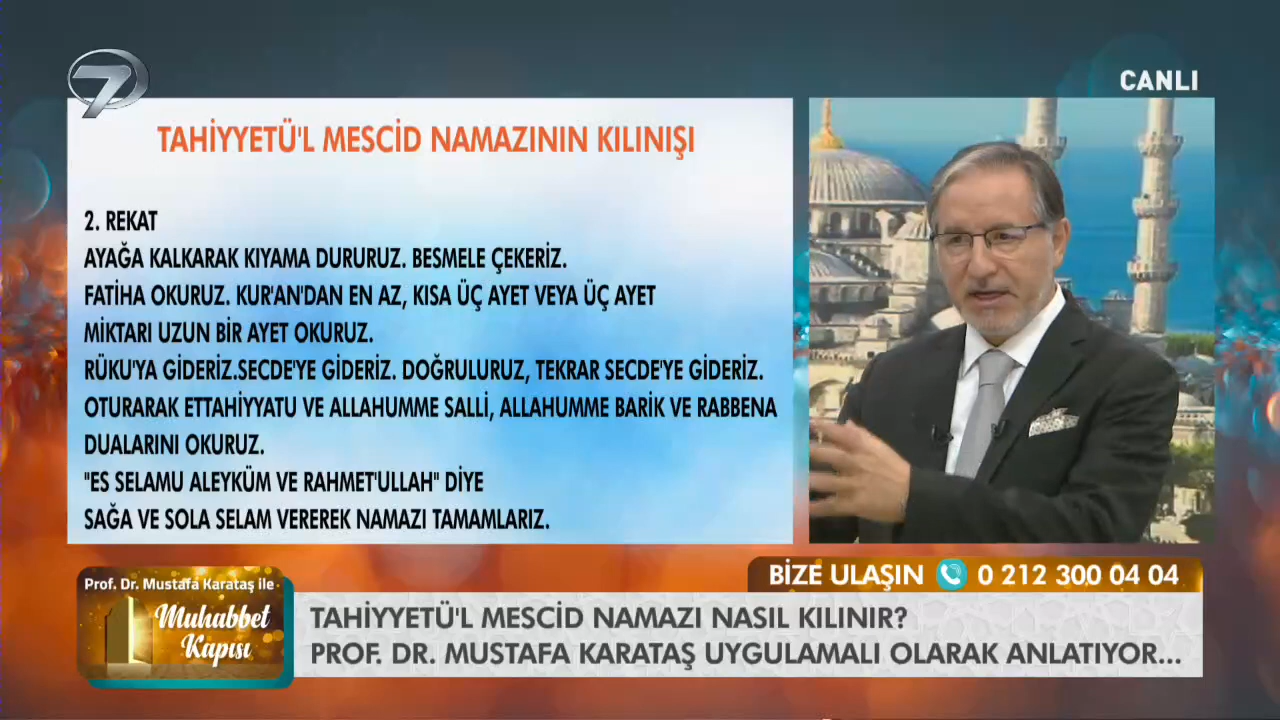 7
CANLI
TAHİYYETÜ'L MESCİD NAMAZININ KILINIŞI
2. REKAT
AYAĞA KALKARAK KIYAMA DURURUZ. BESMELE ÇEKERİZ.
FATİHA OKURUZ. KUR'AN'DAN EN AZ, KISA ÜÇ AYET VEYA ÜÇ AYET
MİKTARI UZUN BİR AYET OKURUZ.
RÜKU'YA GİDERİZ.SECDE'YE GİDERİZ. DOĞRULURUZ, TEKRAR SECDE'YE GİDERİZ.
OTURARAK ETTAHİYYATU VE ALLAHUMME SALLİ, ALLAHUMME BARİK VE RABBENA
DUALARINI OKURUZ.
"ES SELAMU ALEYKÜM VE RAHMET'ULLAH" DİYE
SAĞA VE SOLA SELAM VEREREK NAMAZI TAMAMLARIZ.
BİZE ULAŞIN 0 212 300 04 04
Prof. Dr. Mustafa Karataş ile
Muhabbet
Kapısı
TAHİYYETÜ'L MESCİD NAMAZI NASIL KILINIR?
PROF. DR. MUSTAFA KARATAŞ UYGULAMALI OLARAK ANLATIYOR...